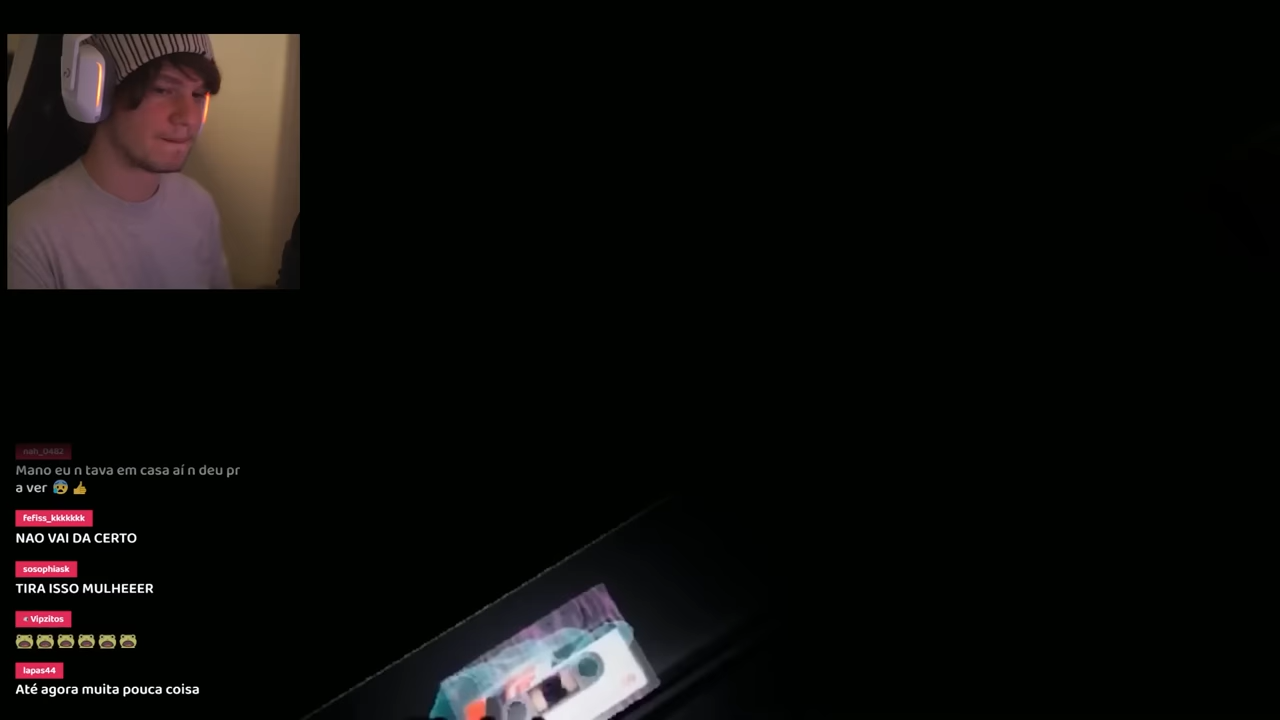 nah_0482
Mano eu n tava em casa aí n deu pr
a ver 😰👍
fefiss_kkkkkkk
NAO VAI DA CERTO
sosophiask
TIRA ISSO MULHEEER
Vipzitos
🐸🐸🐸🐸🐸🐸
lapas44
Até agora muita pouca coisa